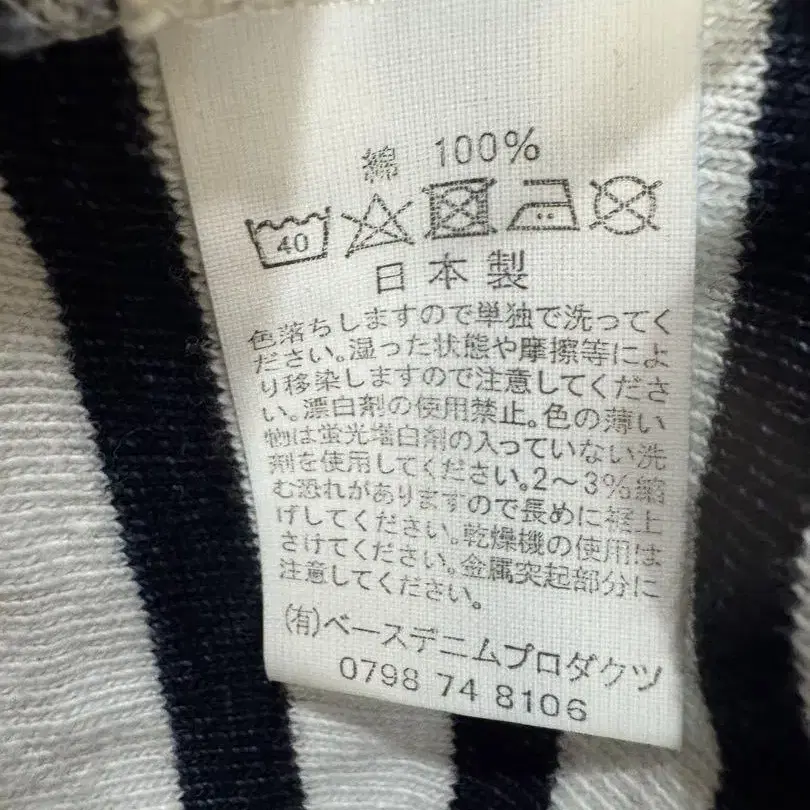 綿 100%
40
日本製
色落ちしますので単独で洗ってく
ださい。湿った状態や摩擦等によ
り移染しますので注意してくださ
い。漂白剤の使用禁止。色の薄い
物は蛍光増白剤の入っていない洗
剤を使用してください。2〜3%縮
む恐れがありますので長めに裾上
げしてください。乾燥機の使用は
さけてください。金属突起部分に
注意してください。
(有)ベースデニムプロダクツ
0798 74 8106